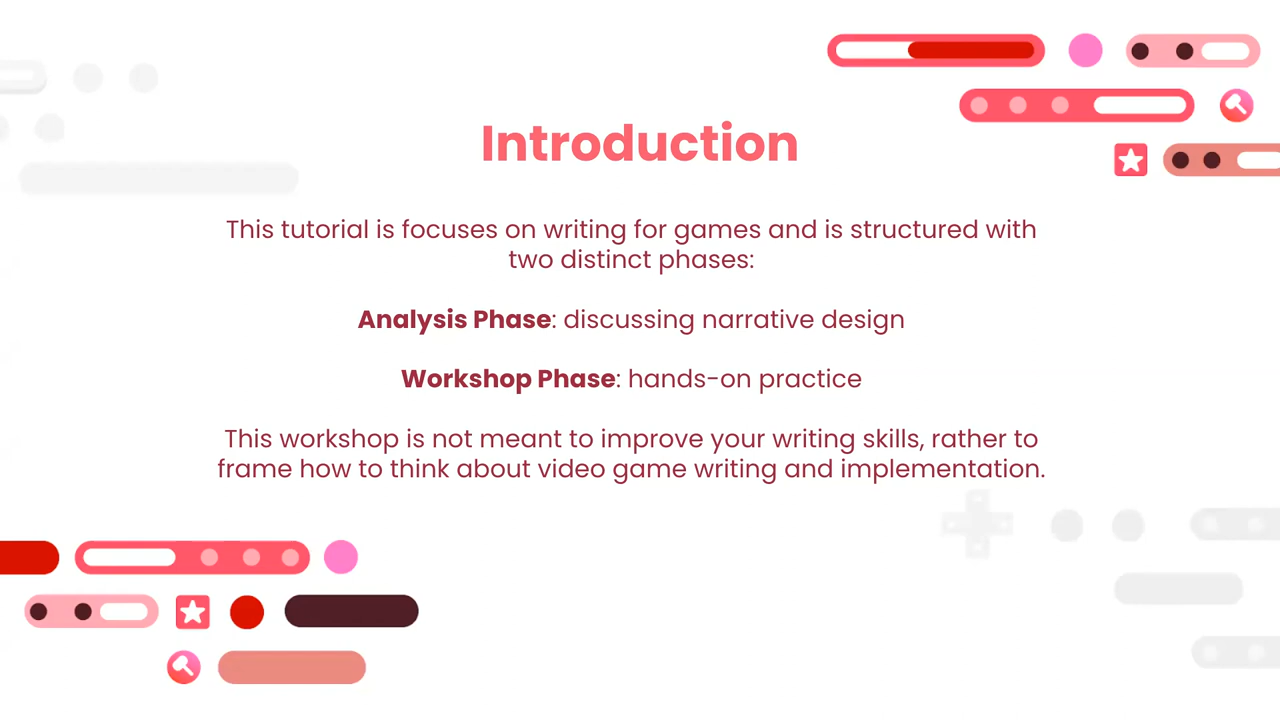 Introduction
This tutorial is focuses on writing for games and is structured with
two distinct phases:
Analysis Phase: discussing narrative design
Workshop Phase: hands-on practice
This workshop is not meant to improve your writing skills, rather to
frame how to think about video game writing and implementation.